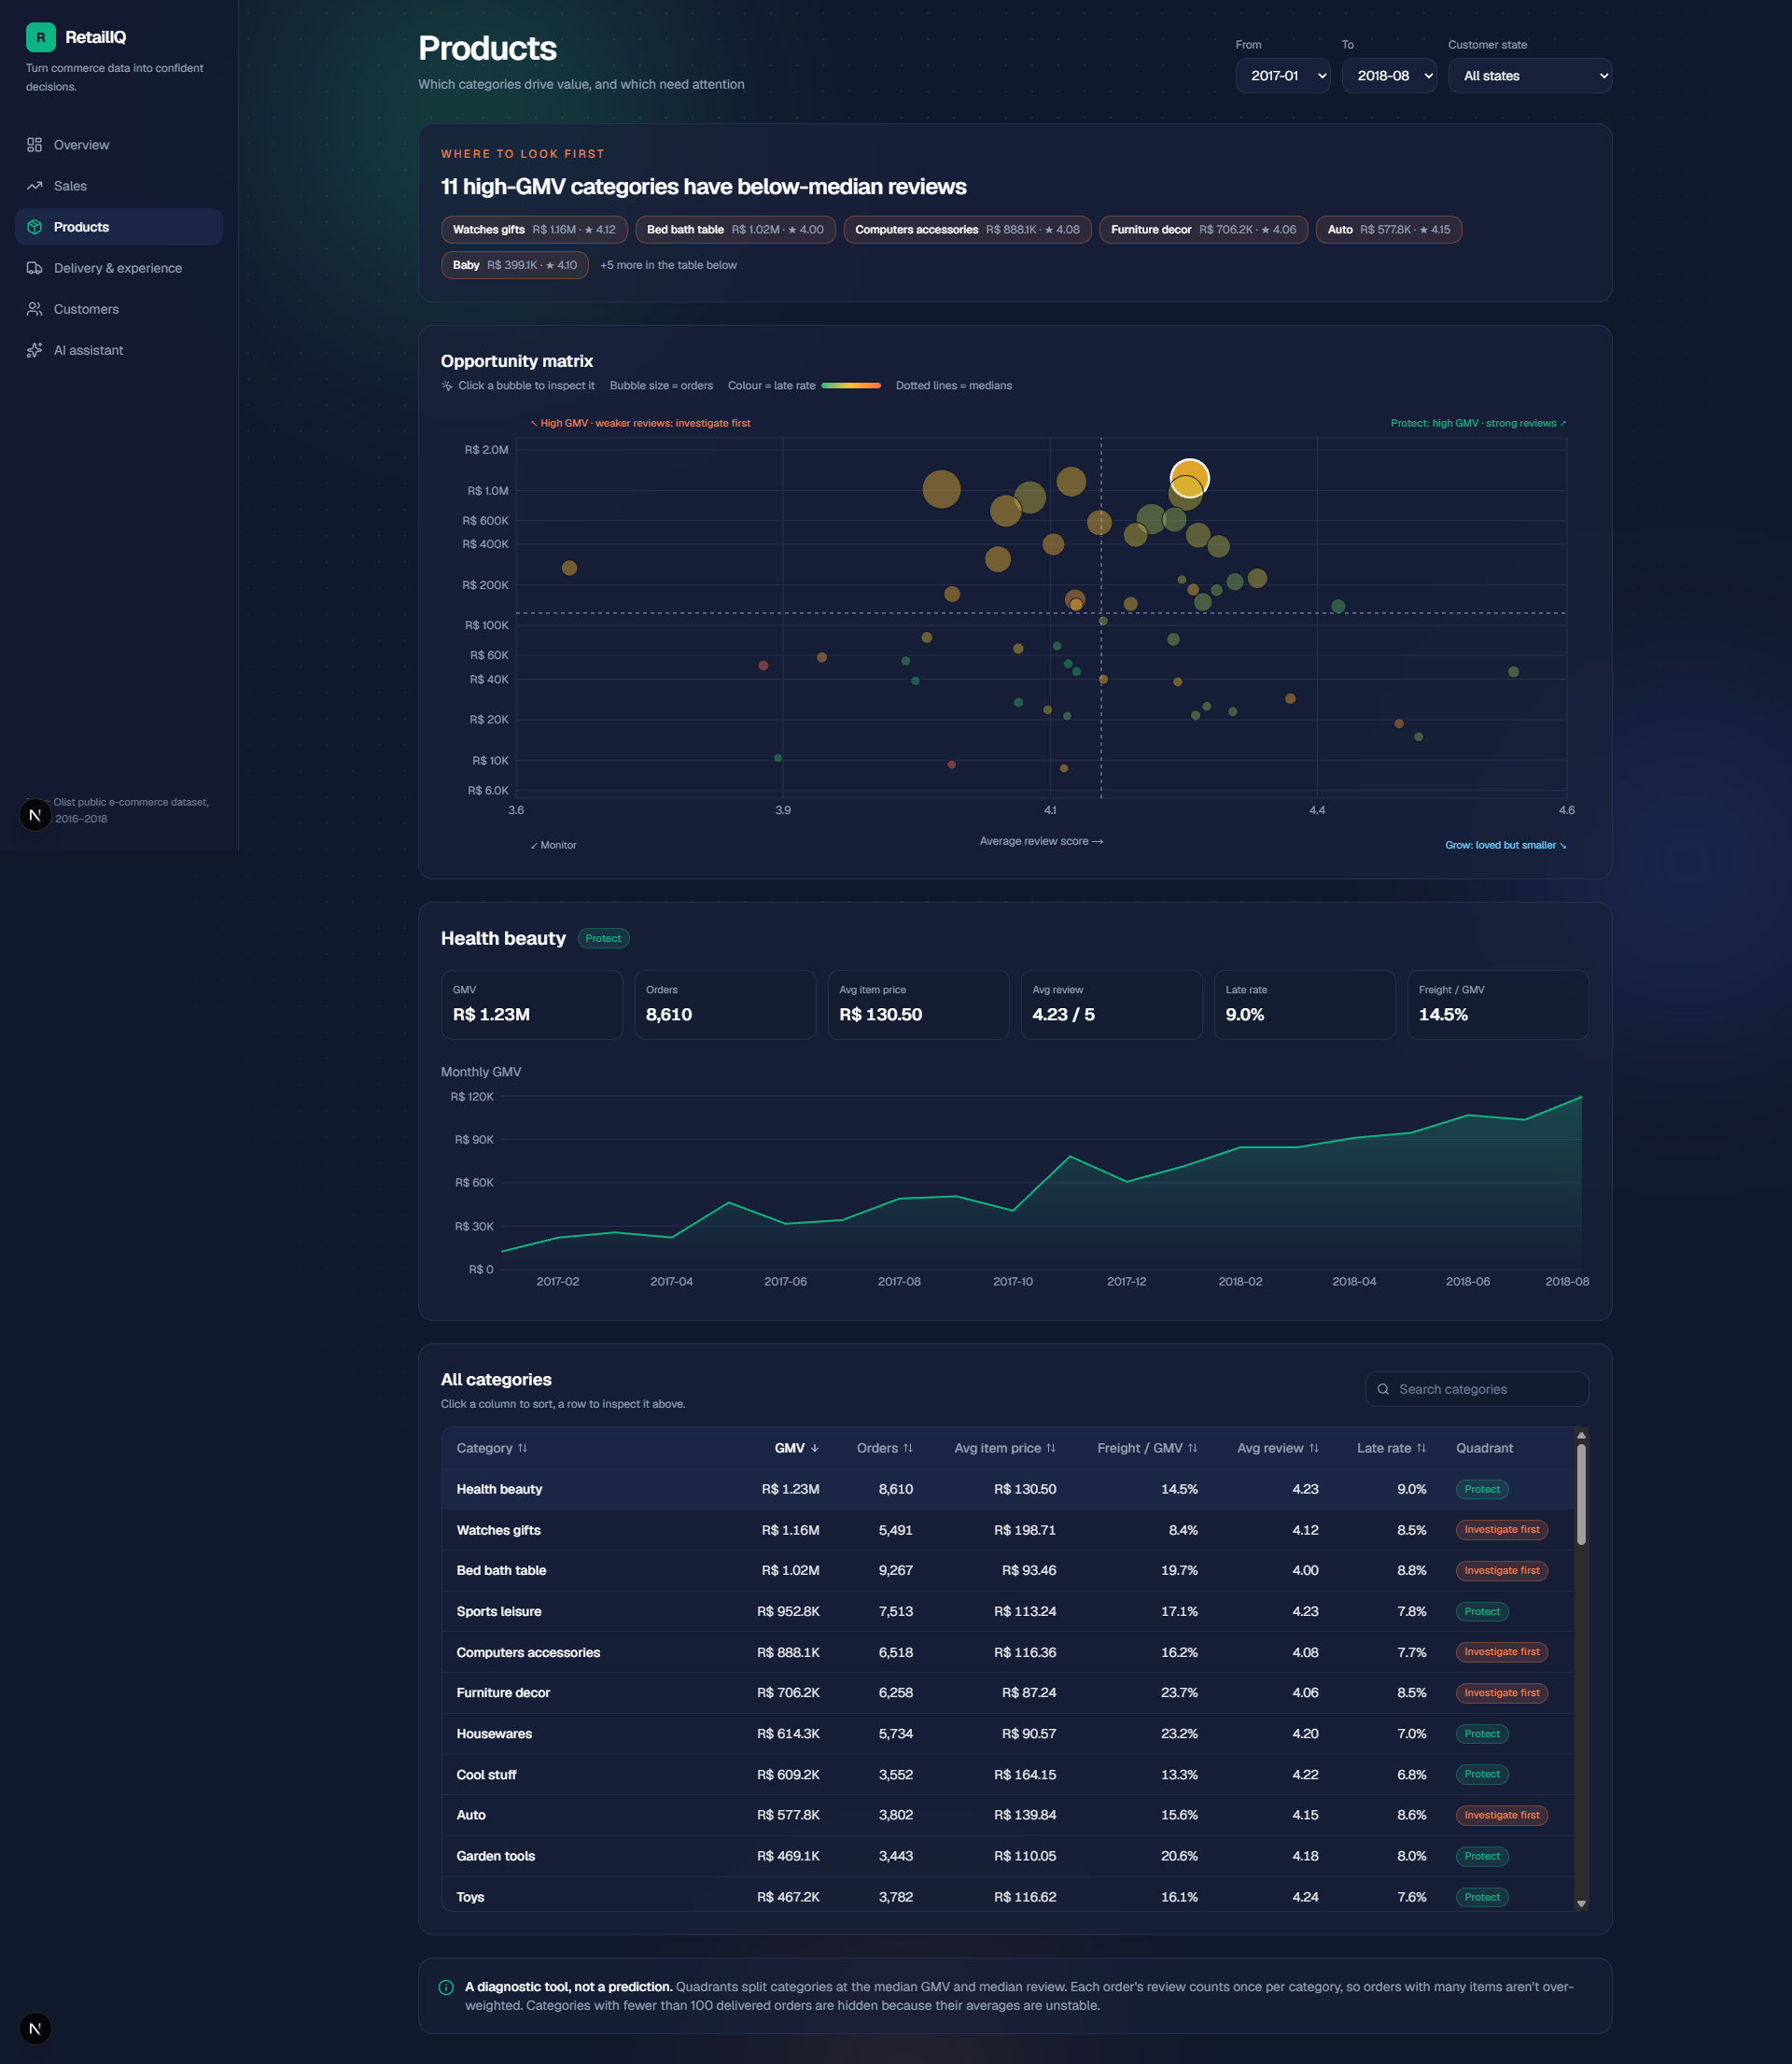 R RetailIQ
Turn commerce data into confident
decisions.
Overview
Sales
Products
Delivery & experience
Customers
AI assistant
Olist public e-commerce dataset,
2016–2018
N
Products
Which categories drive value, and which need attention
From To Customer state
2017-01 2018-08 All states
WHERE TO LOOK FIRST
11 high-GMV categories have below-median reviews
Watches gifts R$ 1.16M · ★ 4.12 Bed bath table R$ 1.02M · ★ 4.00 Computers accessories R$ 888.1K · ★ 4.08 Furniture decor R$ 706.2K · ★ 4.06 Auto R$ 577.8K · ★ 4.15
Baby R$ 399.1K · ★ 4.10 +5 more in the table below
Opportunity matrix
Click a bubble to inspect it Bubble size = orders Colour = late rate Dotted lines = medians
↖ High GMV · weaker reviews: investigate first Protect: high GMV · strong reviews ↗
R$ 2.0M
R$ 1.0M
R$ 600K
R$ 400K
R$ 200K
R$ 100K
R$ 60K
R$ 40K
R$ 20K
R$ 10K
R$ 6.0K
3.6 3.9 4.1 4.4 4.6
Average review score →
↙ Monitor Grow: loved but smaller ↘
Health beauty Protect
GMV Orders Avg item price Avg review Late rate Freight / GMV
R$ 1.23M 8,610 R$ 130.50 4.23 / 5 9.0% 14.5%
Monthly GMV
R$ 120K
R$ 90K
R$ 60K
R$ 30K
R$ 0
2017-02 2017-04 2017-06 2017-08 2017-10 2017-12 2018-02 2018-04 2018-06 2018-08
All categories
Click a column to sort, a row to inspect it above.
Search categories
Category ↑↓ GMV ↓ Orders ↑↓ Avg item price ↑↓ Freight / GMV ↑↓ Avg review ↑↓ Late rate ↑↓ Quadrant
Health beauty R$ 1.23M 8,610 R$ 130.50 14.5% 4.23 9.0% Protect
Watches gifts R$ 1.16M 5,491 R$ 198.71 8.4% 4.12 8.5% Investigate first
Bed bath table R$ 1.02M 9,267 R$ 93.46 19.7% 4.00 8.8% Investigate first
Sports leisure R$ 952.8K 7,513 R$ 113.24 17.1% 4.23 7.8% Protect
Computers accessories R$ 888.1K 6,518 R$ 116.36 16.2% 4.08 7.7% Investigate first
Furniture decor R$ 706.2K 6,258 R$ 87.24 23.7% 4.06 8.5% Investigate first
Housewares R$ 614.3K 5,734 R$ 90.57 23.2% 4.20 7.0% Protect
Cool stuff R$ 609.2K 3,552 R$ 164.15 13.3% 4.22 6.8% Protect
Auto R$ 577.8K 3,802 R$ 139.84 15.6% 4.15 8.6% Investigate first
Garden tools R$ 469.1K 3,443 R$ 110.05 20.6% 4.18 8.0% Protect
Toys R$ 467.2K 3,782 R$ 116.62 16.1% 4.24 7.6% Protect
A diagnostic tool, not a prediction. Quadrants split categories at the median GMV and median review. Each order's review counts once per category, so orders with many items aren't over-
weighted. Categories with fewer than 100 delivered orders are hidden because their averages are unstable.
N